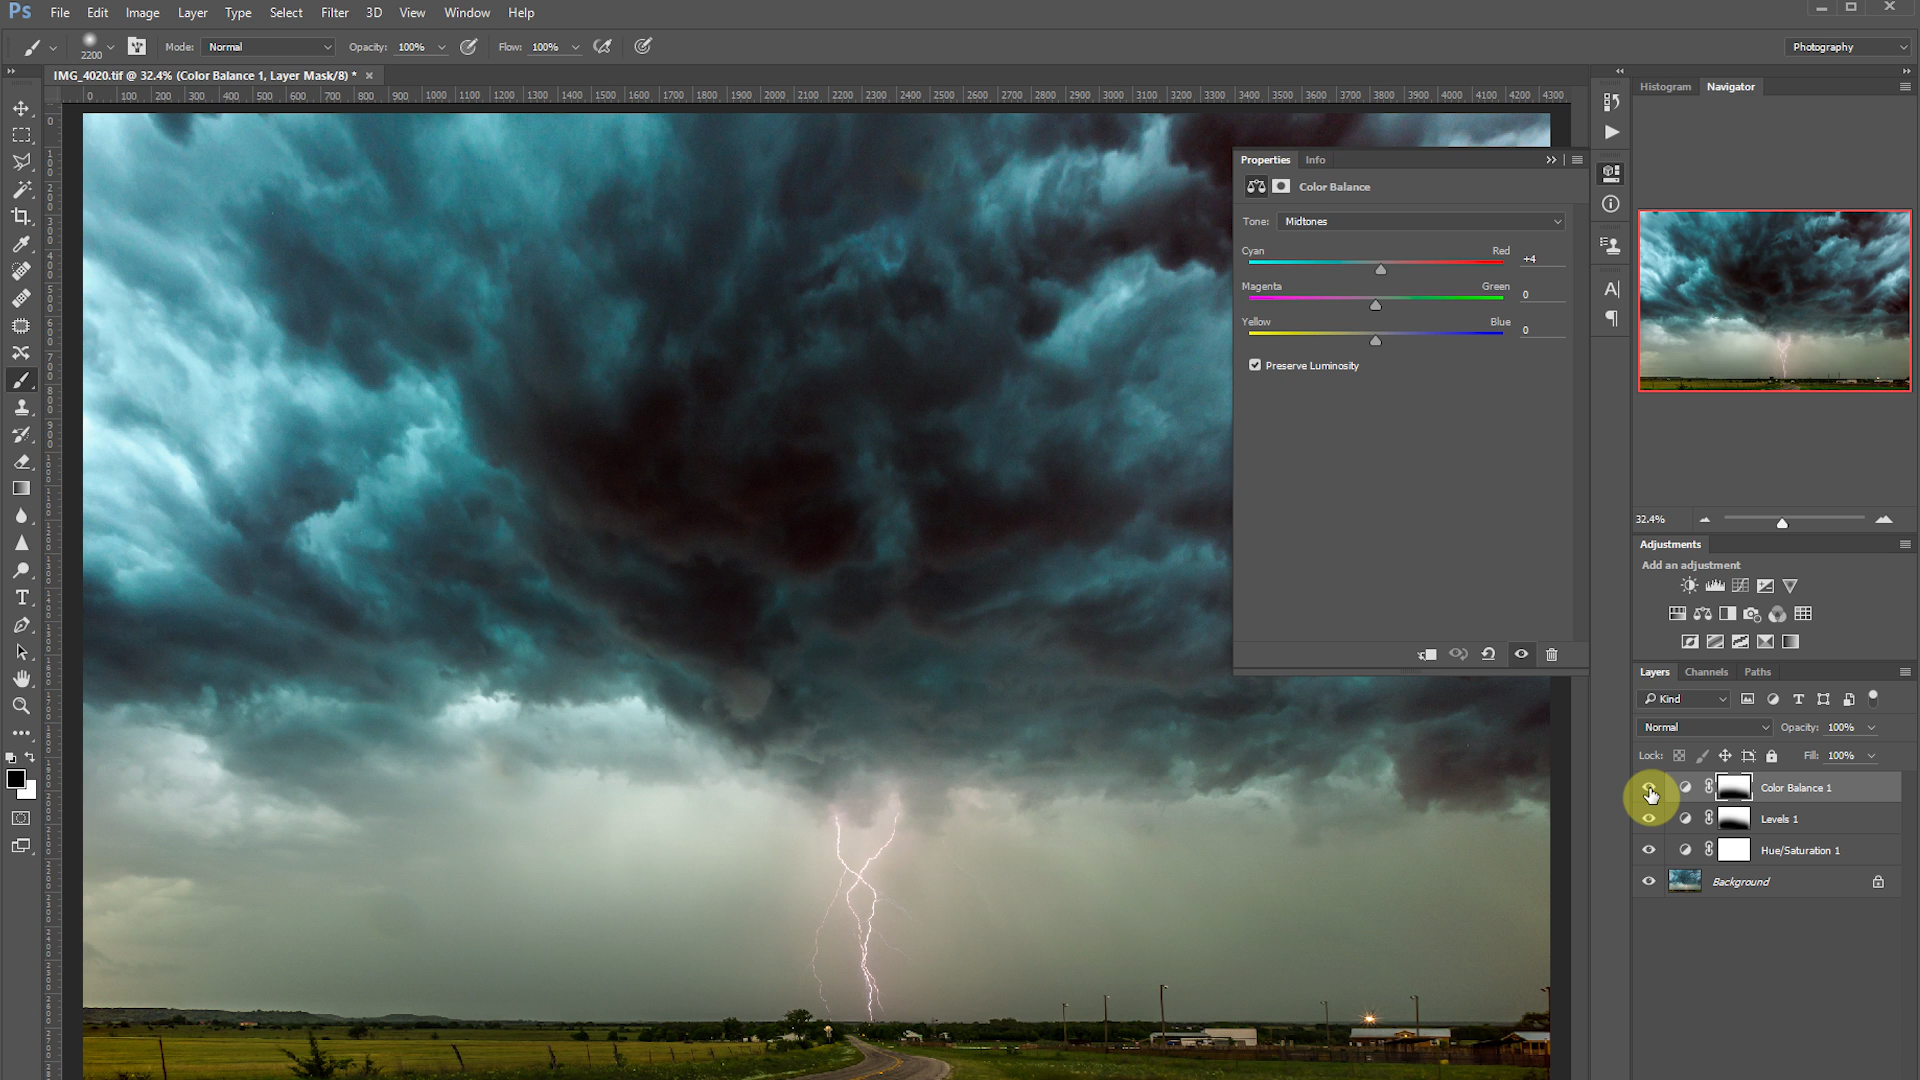 Ps File Edit Image Layer Type Select Filter 3D View Window Help
2200 Mode: Normal Opacity: 100% Flow: 100% Photography
IMG_4020.tif @ 32.4% (Color Balance 1, Layer Mask/8) * ×
0 100 200 300 400 500 600 700 800 900 1000 1100 1200 1300 1400 1500 1600 1700 1800 1900 2000 2100 2200 2300 2400 2500 2600 2700 2800 2900 3000 3100 3200 3300 3400 3500 3600 3700 3800 3900 4000 4100 4200 4300
Histogram Navigator
Properties Info
Color Balance
Tone: Midtones
Cyan Red +4
Magenta Green 0
Yellow Blue 0
Preserve Luminosity
32.4%
Adjustments
Add an adjustment
Layers Channels Paths
Kind
Normal Opacity: 100%
Lock: Fill: 100%
Color Balance 1
Levels 1
Hue/Saturation 1
Background